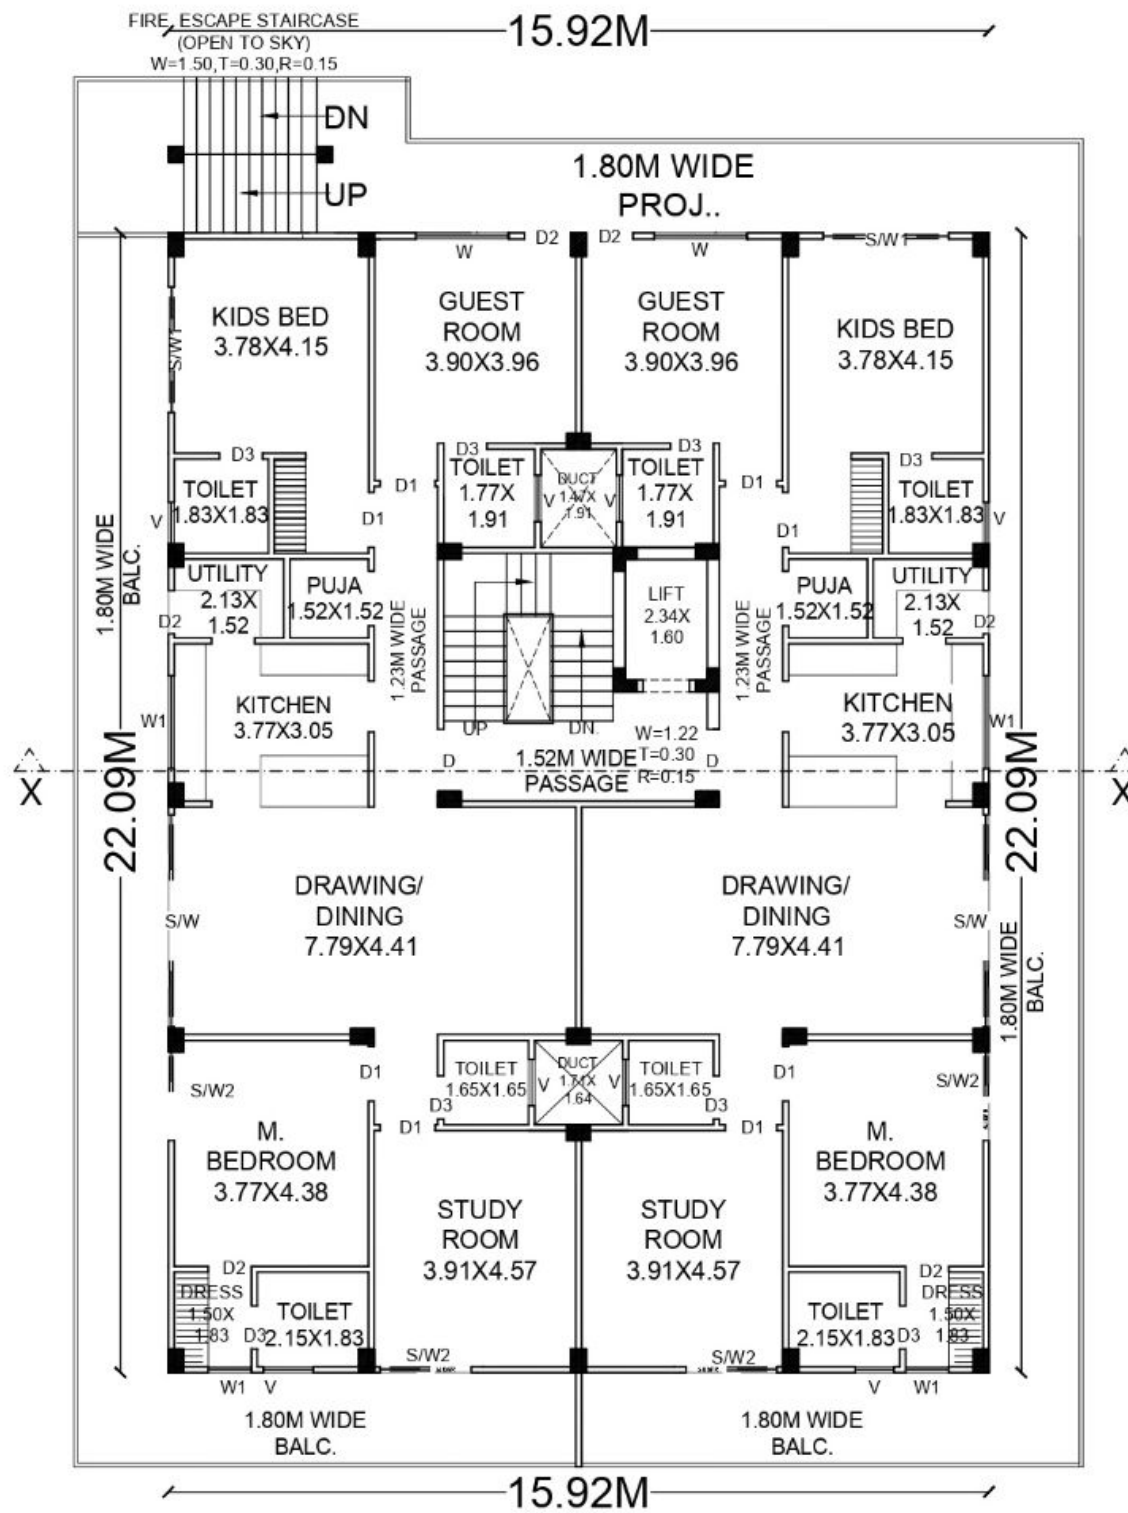 FIRE ESCAPE STAIRCASE
(OPEN TO SKY)
W=1.50,T=0.30,R=0.15
15.92M
DN
UP
1.80M WIDE
PROJ..
W
D2
D2
W
S/W1
S/W1
KIDS BED
3.78X4.15
GUEST
ROOM
3.90X3.96
GUEST
ROOM
3.90X3.96
KIDS BED
3.78X4.15
D3
TOILET
1.83X1.83
V
D1
D1
D3
TOILET
1.77X
1.91
V
DUCT
1.47X
1.91
V
D3
TOILET
1.77X
1.91
D1
D1
D3
TOILET
1.83X1.83
V
1.80M WIDE
BALC.
UTILITY
2.13X
1.52
D2
PUJA
1.52X1.52
1.23M WIDE
PASSAGE
LIFT
2.34X
1.60
1.23M WIDE
PASSAGE
PUJA
1.52X1.52
UTILITY
2.13X
1.52
D2
W1
KITCHEN
3.77X3.05
UP
DN.
W=1.22
T=0.30
R=0.15
D
1.52M WIDE
PASSAGE
D
KITCHEN
3.77X3.05
W1
X
22.09M
22.09M
X
S/W
DRAWING/
DINING
7.79X4.41
DRAWING/
DINING
7.79X4.41
S/W
1.80M WIDE
BALC.
S/W2
D1
TOILET
1.65X1.65
D3
V
DUCT
1.71X
1.64
V
TOILET
1.65X1.65
D3
D1
S/W2
D1
D1
M.
BEDROOM
3.77X4.38
STUDY
ROOM
3.91X4.57
STUDY
ROOM
3.91X4.57
M.
BEDROOM
3.77X4.38
D2
DRESS
1.50X
1.83
D3
TOILET
2.15X1.83
TOILET
2.15X1.83
D3
D2
DRESS
1.50X
1.83
S/W2
S/W2
W1
V
V
W1
1.80M WIDE
BALC.
1.80M WIDE
BALC.
15.92M